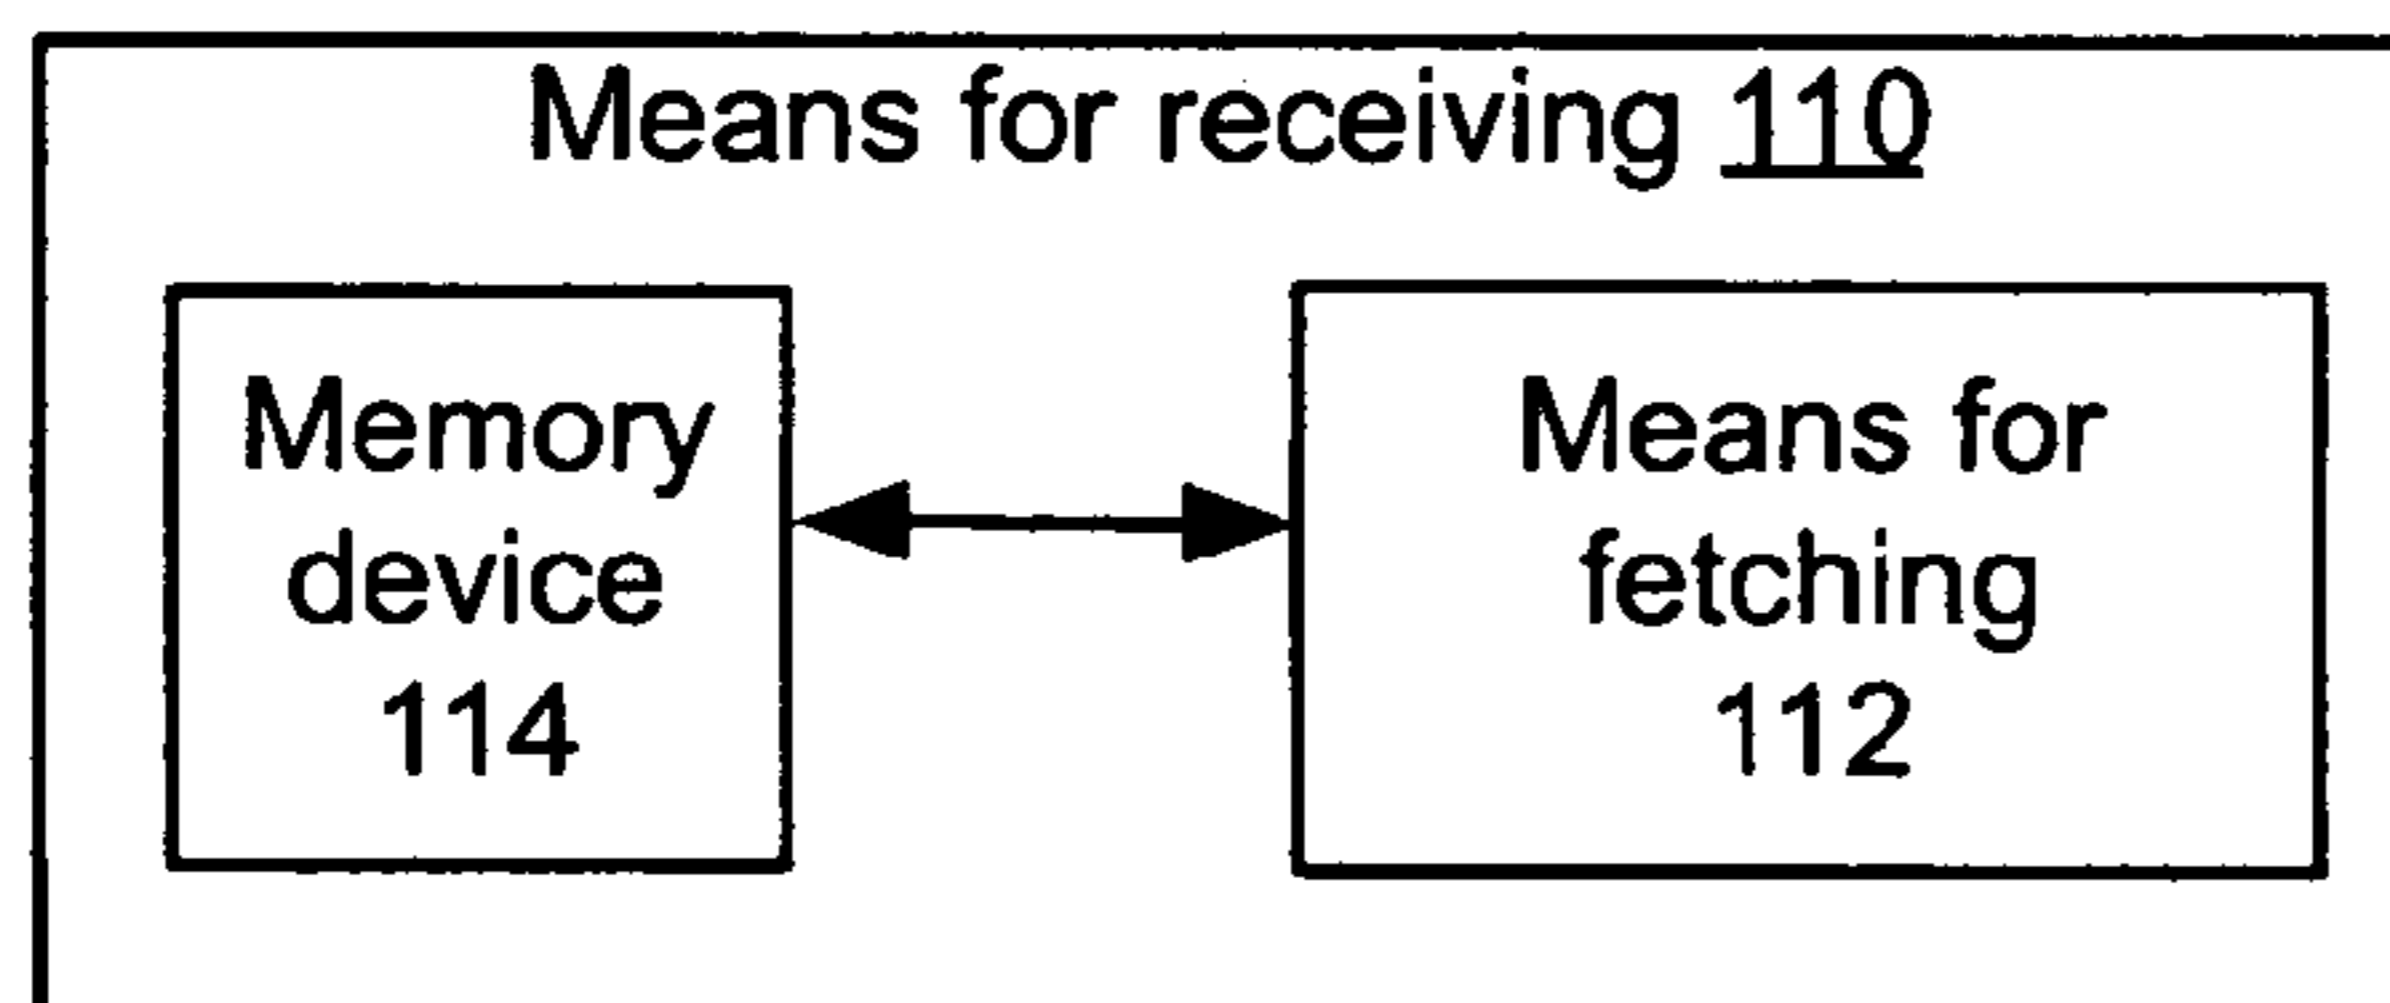 Means for receiving 110
Memory
device
114
Means for
fetching
112